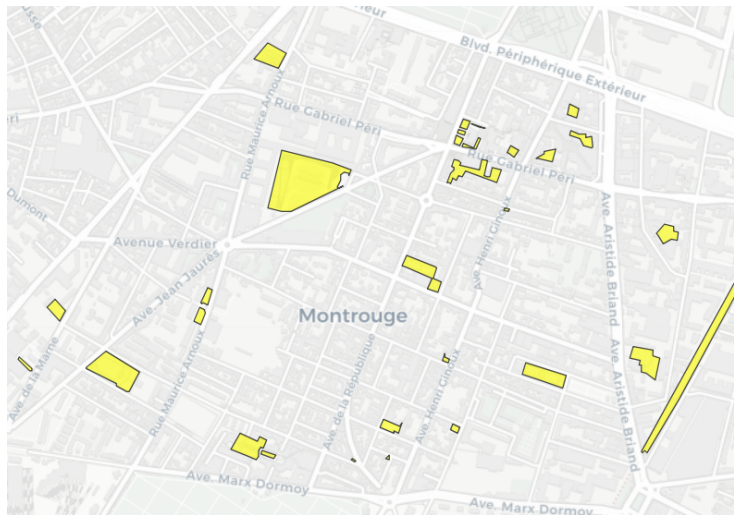 Blvd. Périphérique Extérieur
Rue Maurice Arnoux
Rue Gabriel Péri
Rue Gabriel Péri
Dumont
Avenue Verdier
Ave. Henri Ginoux
Ave. Aristide Briand
Ave. Jean Jaurès
Montrouge
Ave. de la Marne
Rue Maurice Arnoux
Ave. de la République
Ave. Henri Ginoux
Ave. Aristide Briand
Ave. Marx Dormoy
Ave. Marx Dormoy